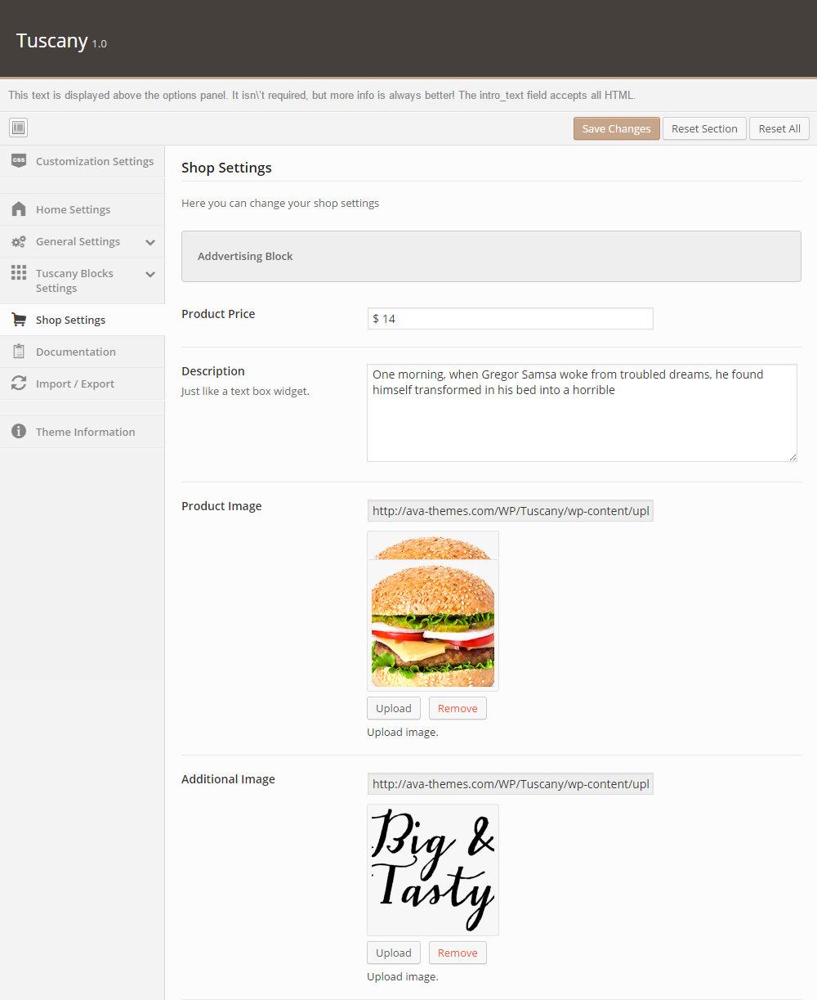 Tuscany 1.0
This text is displayed above the options panel. It isn\'t required, but more info is always better! The intro_text field accepts all HTML.
Save Changes
Reset Section
Reset All
CSS
Customization Settings
Home Settings
General Settings
Tuscany Blocks
Settings
Shop Settings
Documentation
Import / Export
Theme Information
Shop Settings
Here you can change your shop settings
Addvertising Block
Product Price
$ 14
Description
Just like a text box widget.
One morning, when Gregor Samsa woke from troubled dreams, he found
himself transformed in his bed into a horrible
Product Image
http://ava-themes.com/WP/Tuscany/wp-content/upl
Upload
Remove
Upload image.
Additional Image
http://ava-themes.com/WP/Tuscany/wp-content/upl
Big &
Tasty
Upload
Remove
Upload image.